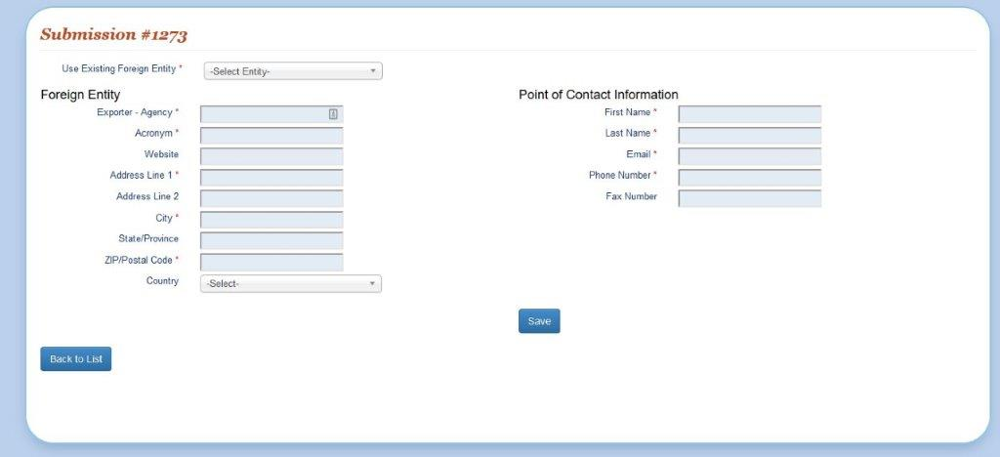 Submission #1273
Use Existing Foreign Entity *
-Select Entity-
Foreign Entity
Exporter - Agency *
Acronym *
Website
Address Line 1 *
Address Line 2
City *
State/Province
ZIP/Postal Code *
Country
-Select-
Point of Contact Information
First Name *
Last Name *
Email *
Phone Number *
Fax Number
Save
Back to List